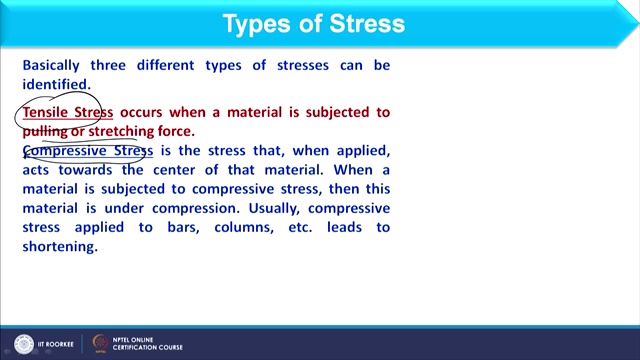 Types of Stress
Basically three different types of stresses can be
identified.
Tensile Stress occurs when a material is subjected to
pulling or stretching force.
Compressive Stress is the stress that, when applied,
acts towards the center of that material. When a
material is subjected to compressive stress, then this
material is under compression. Usually, compressive
stress applied to bars, columns, etc. leads to
shortening.
IIT ROORKEE
NPTEL ONLINE
CERTIFICATION COURSE